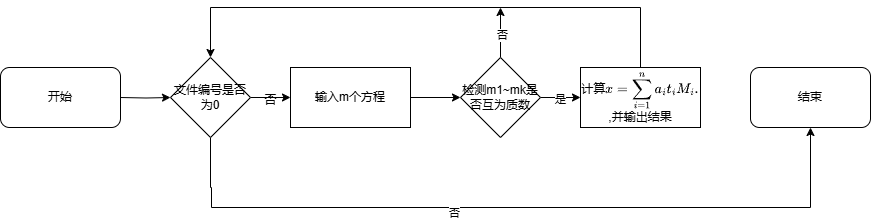 开始
文件编号是否
为0
否
输入m个方程
检测m1~mk是
否互为质数
否
是
计算$x = \sum_{i=1}^{n} a_i t_i M_i.$
,并输出结果
结束
否